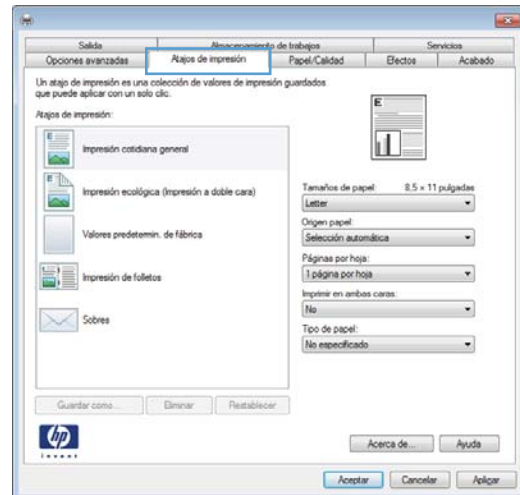 Salida Almacenamiento de trabajos Servicios
Opciones avanzadas Atajos de impresión Papel/Calidad Efectos Acabado
Un atajo de impresión es una colección de valores de impresión guardados
que puede aplicar con un solo clic.
Atajos de impresión:
E
Impresión cotidiana general
E
Impresión ecológica (Impresión a doble cara)
Valores predetermin. de fábrica
Impresión de folletos
Sobres
E
Tamaños de papel: 8,5 × 11 pulgadas
Letter
Origen papel:
Selección automática
Páginas por hoja:
1 página por hoja
Imprimir en ambas caras:
No
Tipo de papel:
No especificado
Guardar como... Eliminar Restablecer
hp
invent
Acerca de... Ayuda
Aceptar Cancelar Aplicar